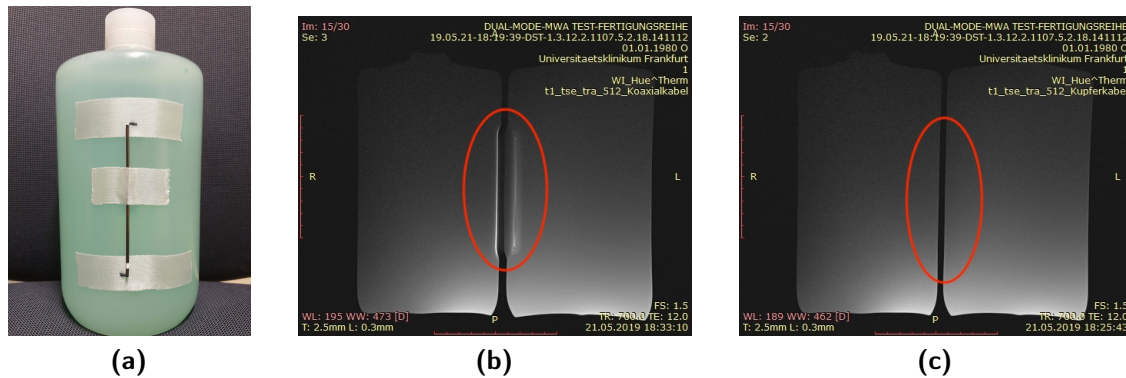 Im: 15/30
Se: 3
DUAL-MODE-MWA TEST-FERTIGUNGSREIHE
19.05.21-18:19:39-DST-1.3.12.2.1107.5.2.18.141112
A
01.01.1980 O
Universitaetsklinikum Frankfurt
1
WI_Hue^Therm
t1_tse_tra_512_Koaxialkabel
R
L
P
WL: 195 WW: 473 [D]
T: 2.5mm L: 0.3mm
FS: 1.5
TR: 700.0 TE: 12.0
21.05.2019 18:33:10
Im: 15/30
Se: 2
DUAL-MODE-MWA TEST-FERTIGUNGSREIHE
19.05.21-18:19:39-DST-1.3.12.2.1107.5.2.18.141112
A
01.01.1980 O
Universitaetsklinikum Frankfurt
1
WI_Hue^Therm
t1_tse_tra_512_Kupferkabel
R
L
P
WL: 189 WW: 462 [D]
T: 2.5mm L: 0.3mm
FS: 1.5
TR: 700.0 TE: 12.0
21.05.2019 18:25:43
(a)
(b)
(c)